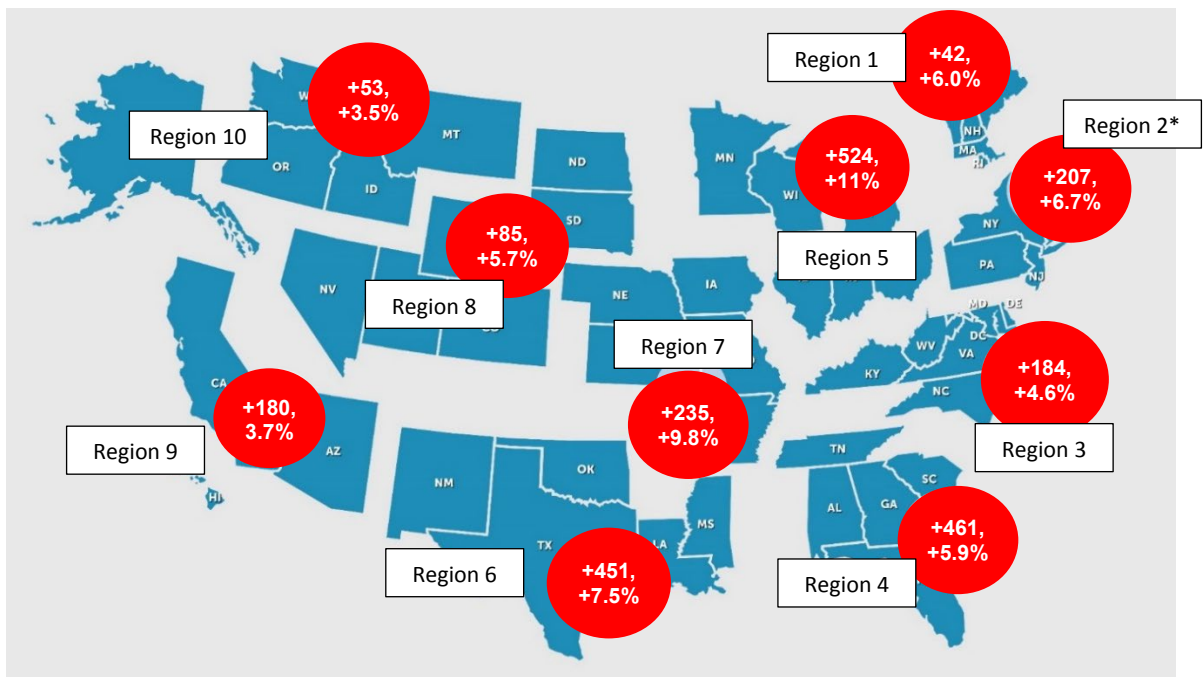 Region 1
+42,
+6.0%
Region 2*
+207,
+6.7%
Region 10
+53,
+3.5%
+524,
+11%
Region 5
+85,
+5.7%
Region 8
Region 7
+235,
+9.8%
+184,
+4.6%
Region 3
+180,
3.7%
Region 9
+461,
+5.9%
Region 4
+451,
+7.5%
Region 6
MT
ND
MN
WI
NH
MA
RI
NY
OR
ID
SD
PA
NJ
NV
NE
IA
MD
DE
DC
WV
VA
KY
NC
CA
AZ
NM
OK
TN
SC
HI
TX
LA
MS
AL
GA